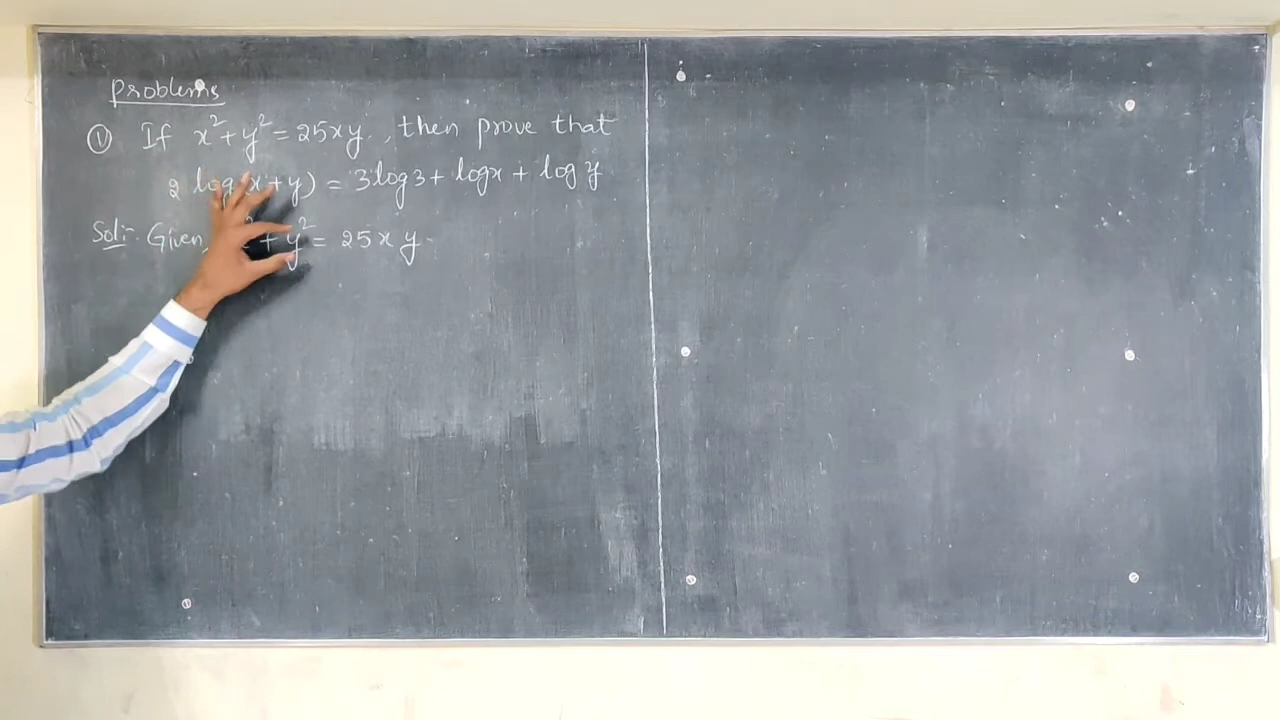 Problems
① If x² + y² = 25xy, then prove that
2 log(x+y) = 3log3 + logx + log y
Sol:- Given x² + y² = 25xy